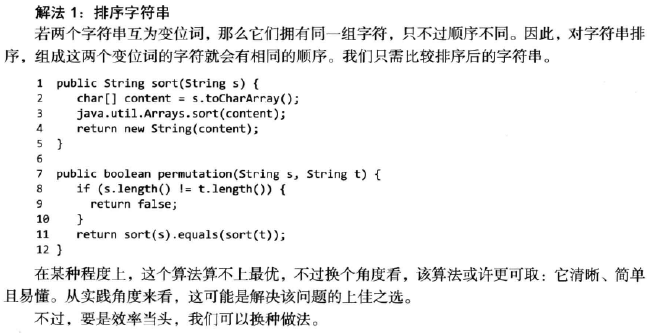 解法 1：排序字符串
若两个字符串互为变位词，那么它们拥有同一组字符，只不过顺序不同。因此，对字符串排
序，组成这两个变位词的字符就会有相同的顺序。我们只需比较排序后的字符串。
1 public String sort(String s) {
2 char[] content = s.toCharArray();
3 java.util.Arrays.sort(content);
4 return new String(content);
5 }
6
7 public boolean permutation(String s, String t) {
8 if (s.length() != t.length()) {
9 return false;
10 }
11 return sort(s).equals(sort(t));
12 }
在某种程度上，这个算法算不上最优，不过换个角度看，该算法或许更可取：它清晰、简单
且易懂。从实践角度来看，这可能是解决该问题的上佳之选。
不过，要是效率当头，我们可以换种做法。